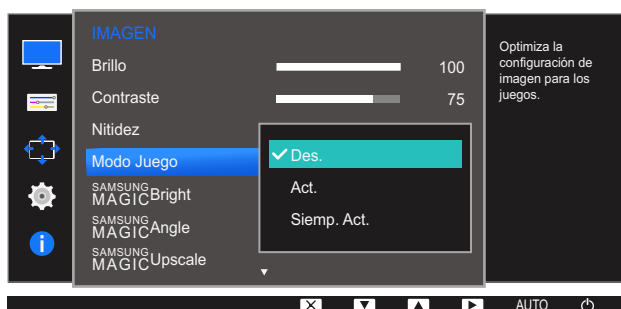 IMAGEN
Brillo 100
Contraste 75
Nitidez
Modo Juego
SAMSUNG MAGIC Bright
SAMSUNG MAGIC Angle
SAMSUNG MAGIC Upscale
Des.
Act.
Siemp. Act.
Optimiza la
configuración de
imagen para los
juegos.
AUTO